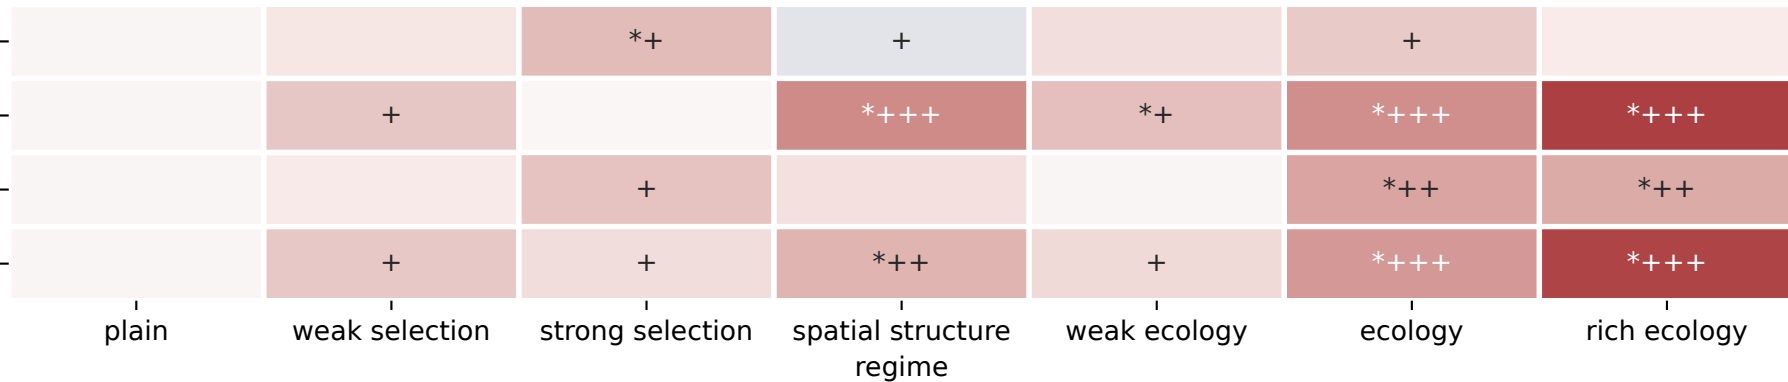 *+ + +
+ *+++ *+ *+++ *+++
+ *++ *++
+ + *++ + *+++ *+++
plain weak selection strong selection spatial structure weak ecology ecology rich ecology
regime